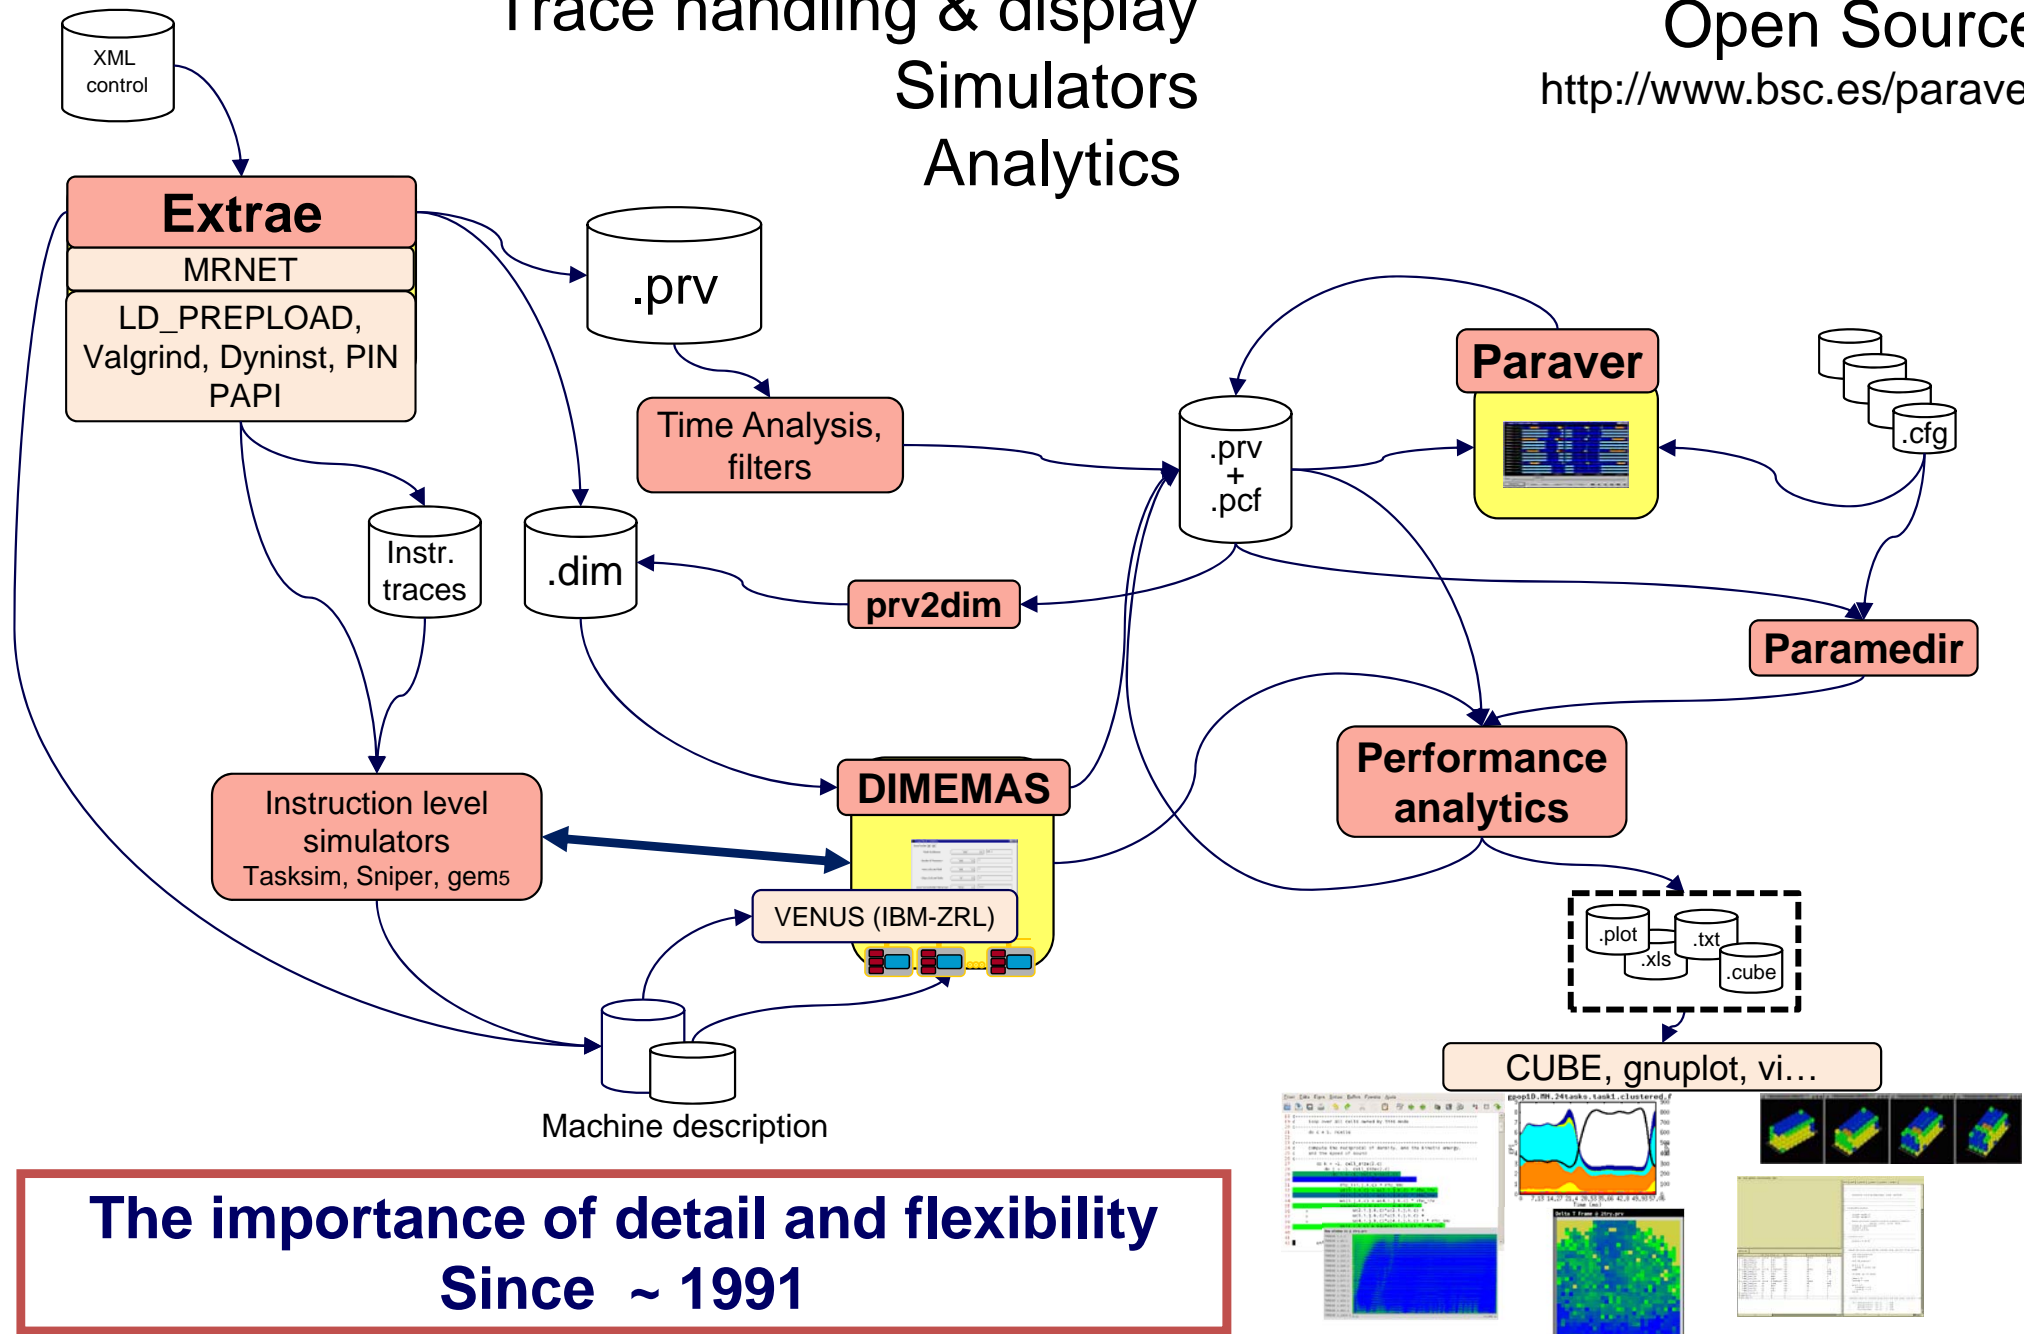 Trace handling & display
Simulators
Analytics
Open Source
http://www.bsc.es/paraver
XML
control
Extrae
MRNET
LD_PREPLOAD,
Valgrind, Dyninst, PIN
PAPI
.prv
Time Analysis,
filters
Instr.
traces
.dim
prv2dim
.prv
+
.pcf
Paraver
.cfg
Paramedir
Performance
analytics
DIMEMAS
VENUS (IBM-ZRL)
Instruction level
simulators
Tasksim, Sniper, gem5
Machine description
.plot
.xls
.txt
.cube
CUBE, gnuplot, vi…
The importance of detail and flexibility
Since ~ 1991